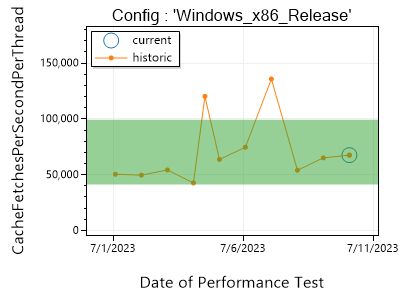 Config : 'Windows_x86_Release'
CacheFetchesPerSecondPerThread
current
historic
150,000
100,000
50,000
0
7/1/2023
7/6/2023
7/11/2023
Date of Performance Test